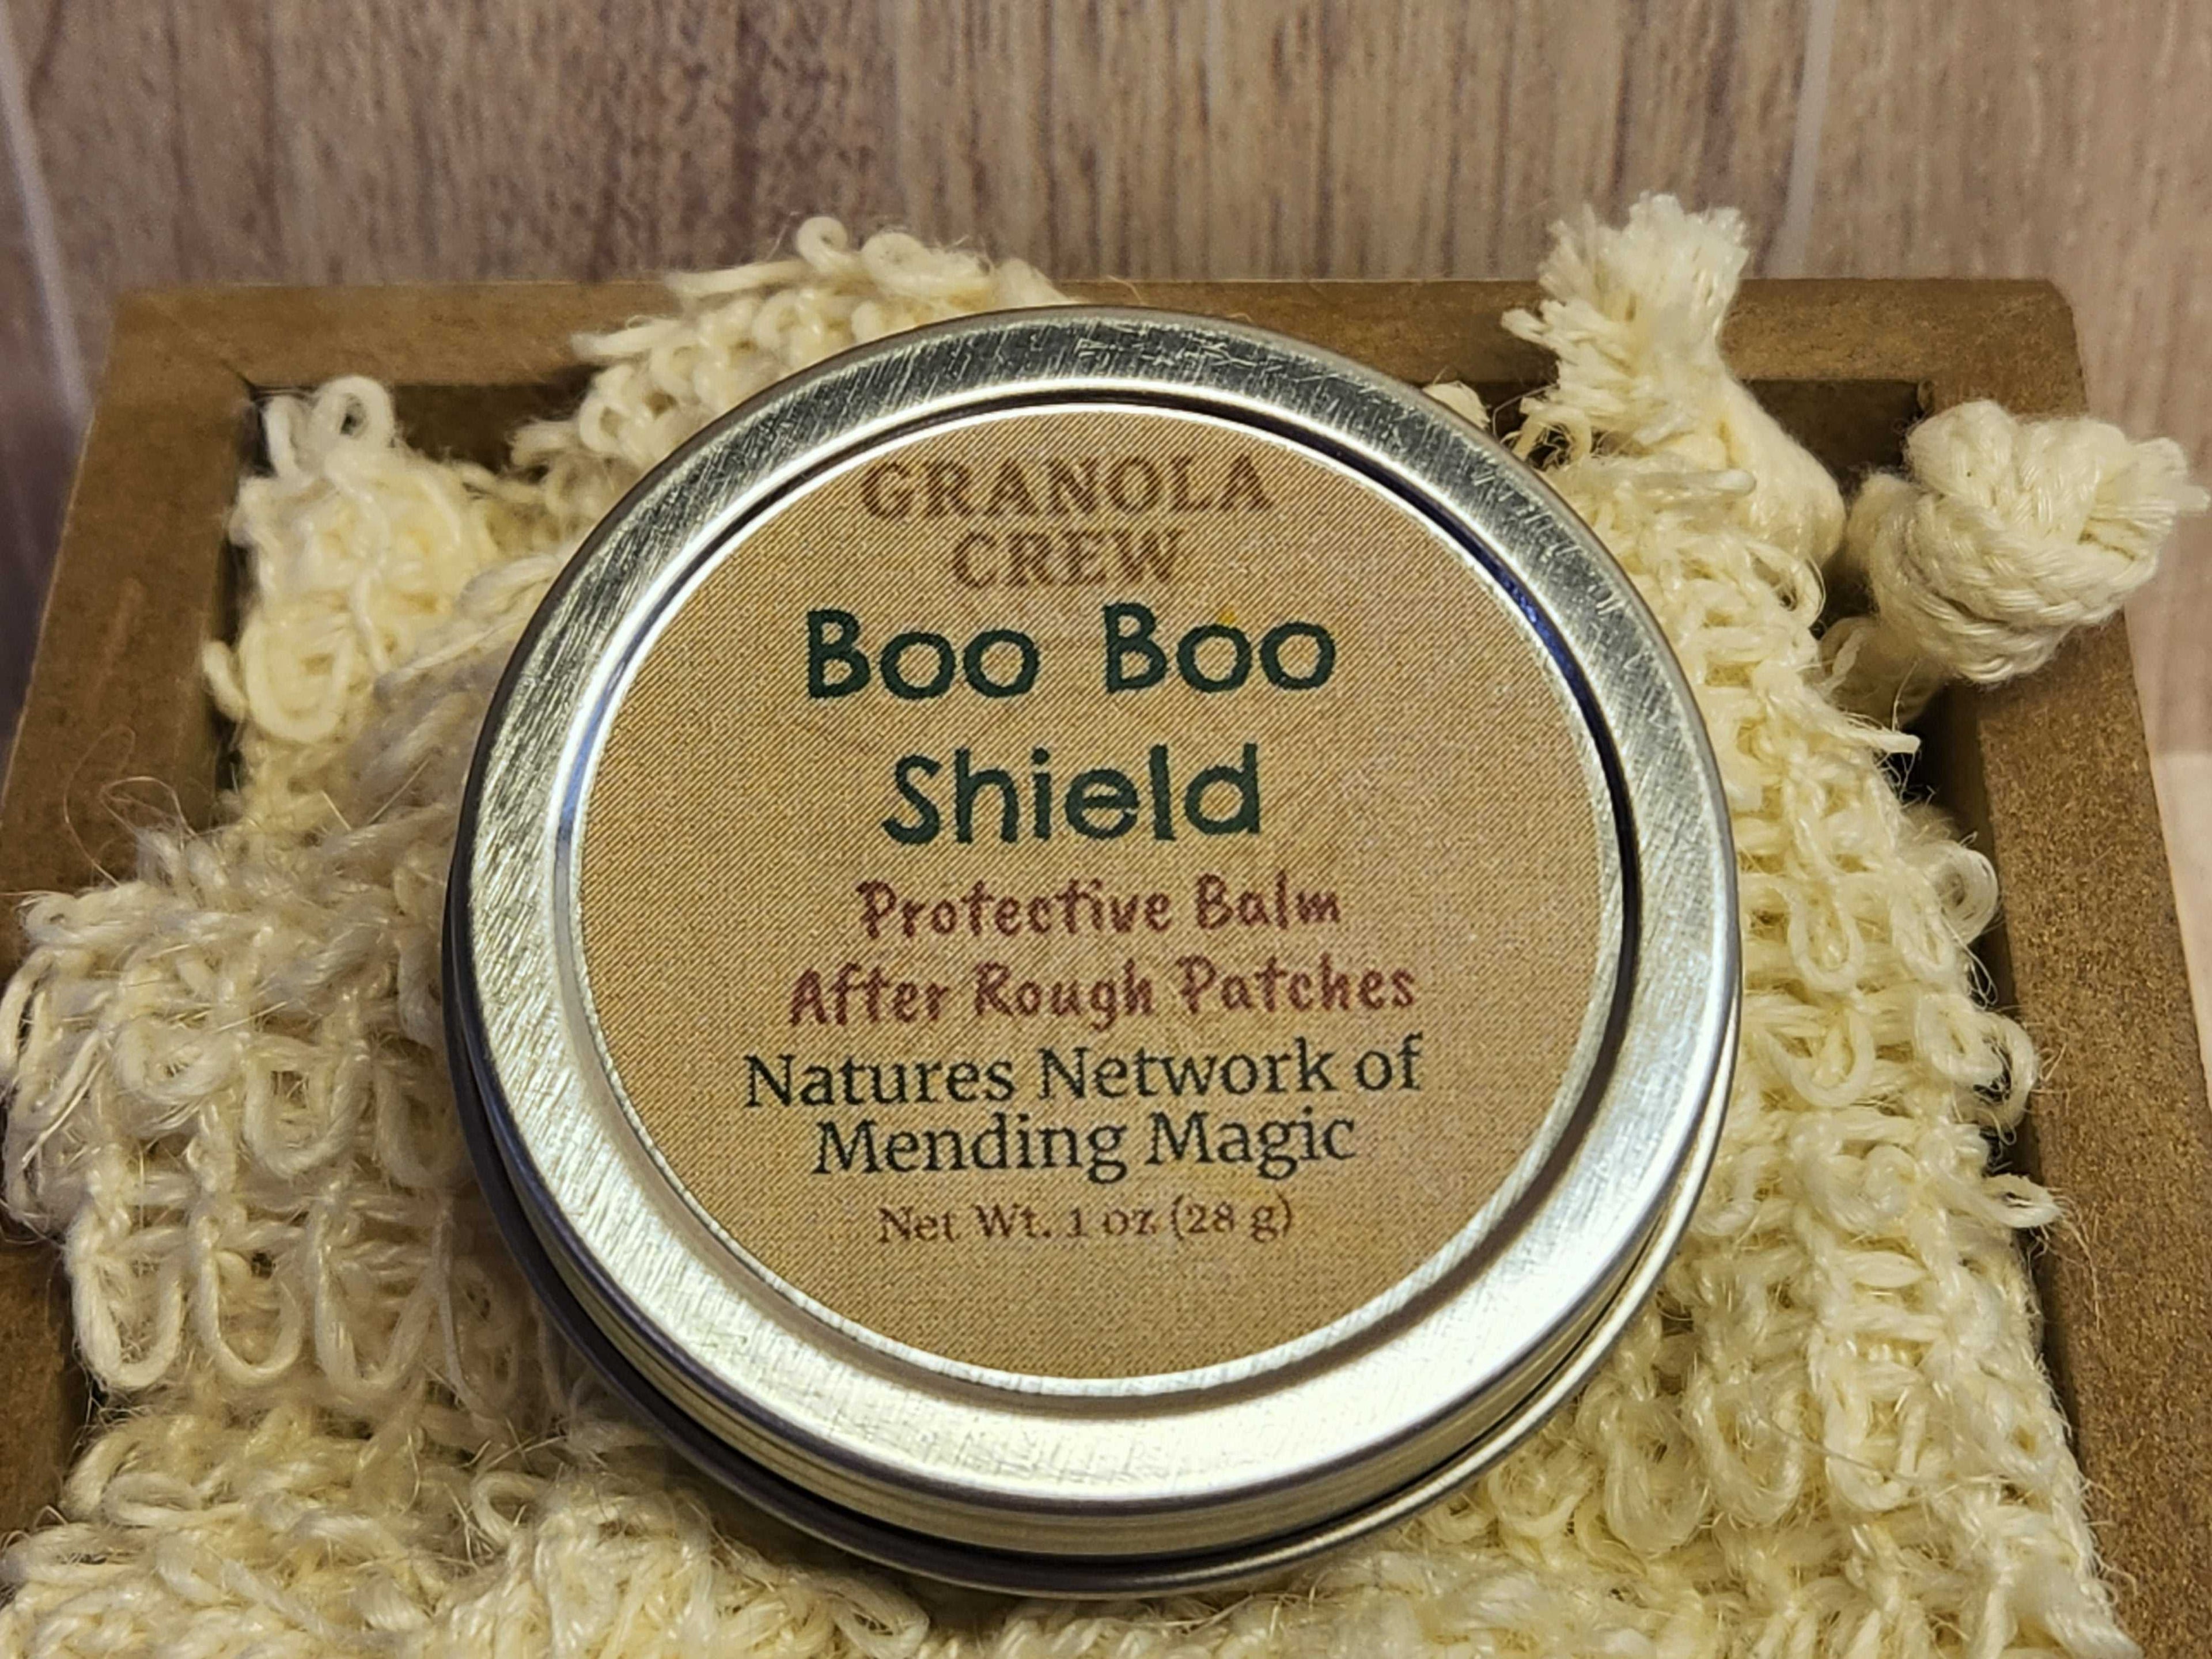 GRANOLA
CREW
Boo Boo
Shield
Protective Balm
After Rough Patches
Natures Network of
Mending Magic
Net Wt. 1 oz (28 g)